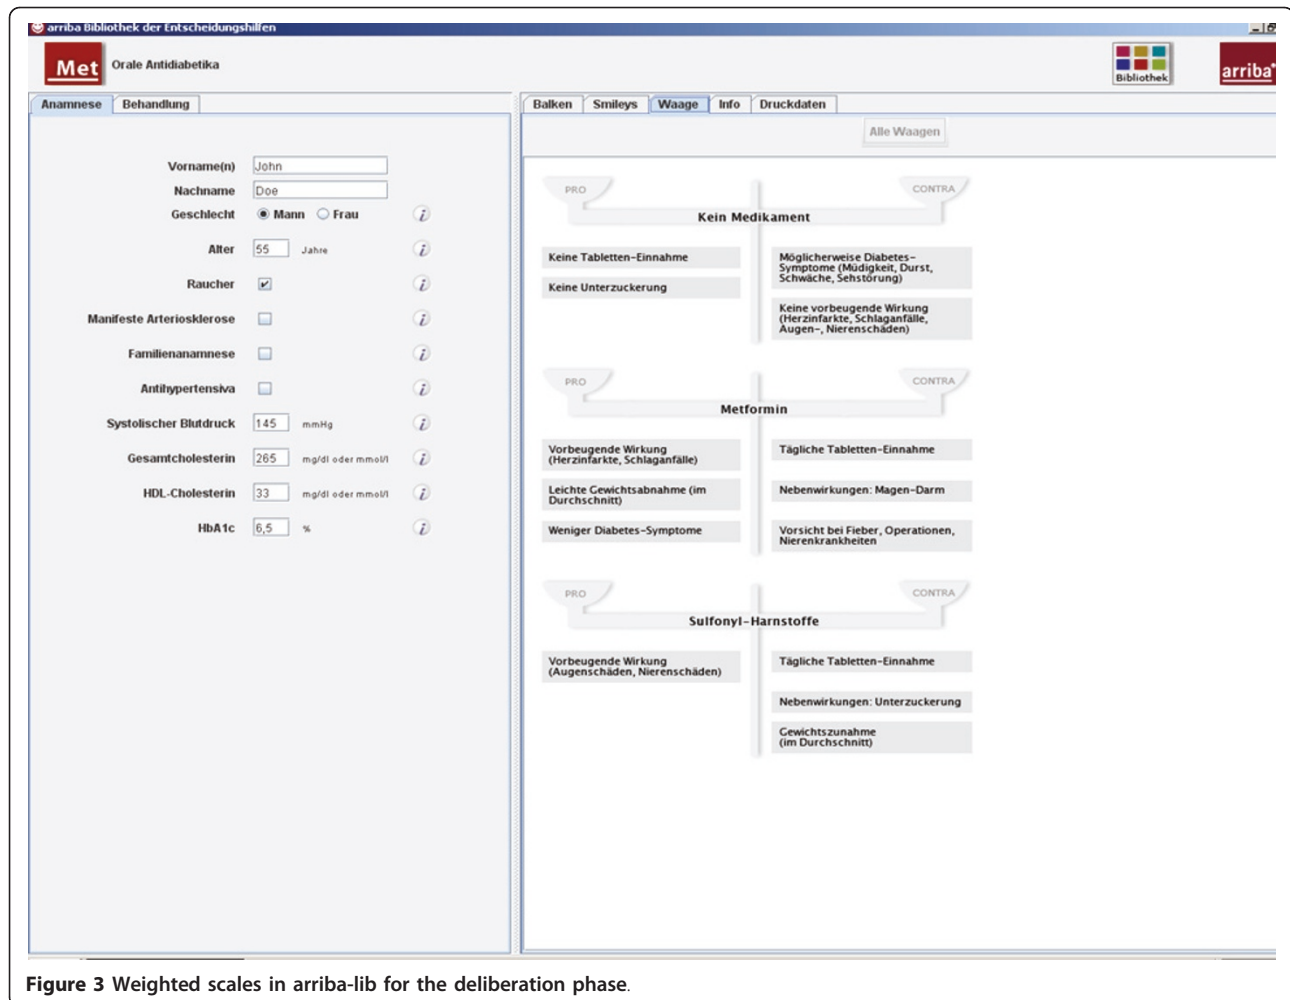 arriba Bibliothek der Entscheidungshilfen
Met Orale Antidiabetika
Bibliothek
arriba
Anamnese Behandlung
Balken Smileys Waage Info Druckdaten
Alle Waagen
Vorname(n) John
Nachname Doe
Geschlecht Mann Frau i
Alter 55 Jahre i
Raucher i
Manifeste Arteriosklerose i
Familienanamnese i
Antihypertensiva i
Systolischer Blutdruck 145 mmHg i
Gesamtcholesterin 265 mg/dl oder mmol/l i
HDL-Cholesterin 33 mg/dl oder mmol/l i
HbA1c 6,5 % i
PRO CONTRA
Kein Medikament
Keine Tabletten-Einnahme
Keine Unterzuckerung
Möglicherweise Diabetes-
Symptome (Müdigkeit, Durst,
Schwäche, Sehstörung)
Keine vorbeugende Wirkung
(Herzinfarkte, Schlaganfälle,
Augen-, Nierenschäden)
PRO CONTRA
Metformin
Vorbeugende Wirkung
(Herzinfarkte, Schlaganfälle)
Leichte Gewichtsabnahme (im
Durchschnitt)
Weniger Diabetes-Symptome
Tägliche Tabletten-Einnahme
Nebenwirkungen: Magen-Darm
Vorsicht bei Fieber, Operationen,
Nierenkrankheiten
PRO CONTRA
Sulfonyl-Harnstoffe
Vorbeugende Wirkung
(Augenschäden, Nierenschäden)
Tägliche Tabletten-Einnahme
Nebenwirkungen: Unterzuckerung
Gewichtszunahme
(im Durchschnitt)
Figure 3 Weighted scales in arriba-lib for the deliberation phase.